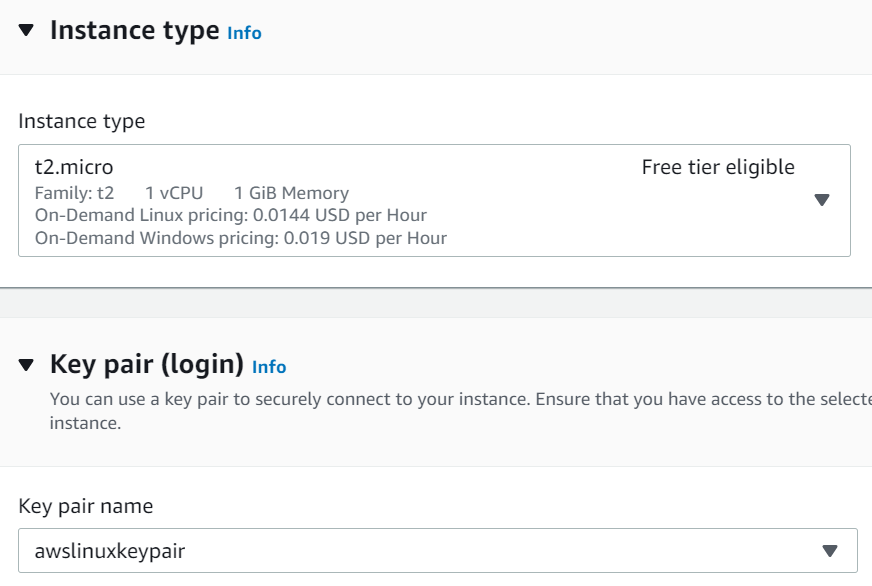 Instance type Info
Instance type
t2.micro Free tier eligible
Family: t2 1 vCPU 1 GiB Memory
On-Demand Linux pricing: 0.0144 USD per Hour
On-Demand Windows pricing: 0.019 USD per Hour
Key pair (login) Info
You can use a key pair to securely connect to your instance. Ensure that you have access to the selecte
instance.
Key pair name
awslinuxkeypair